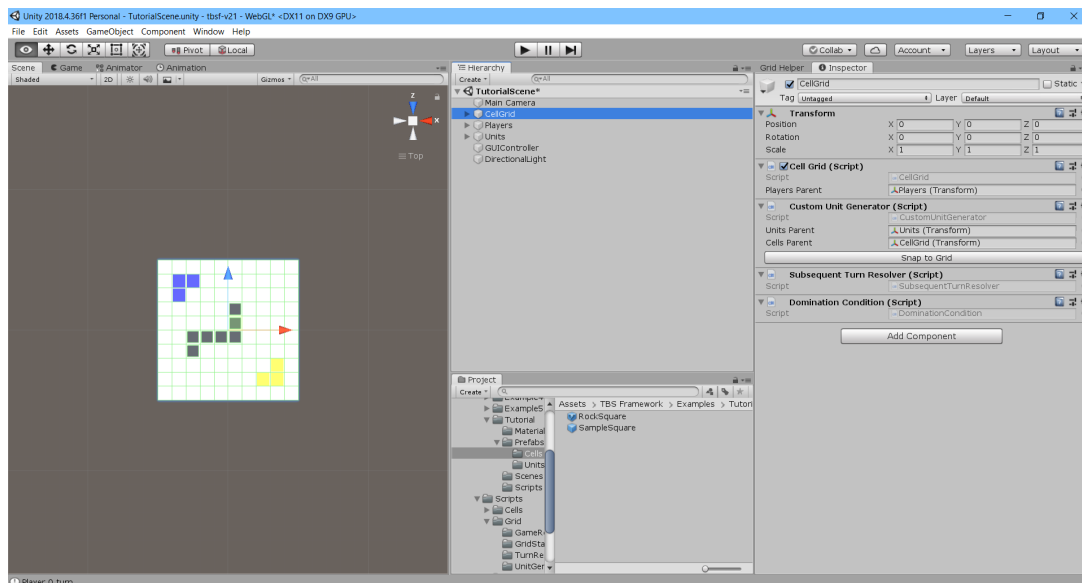 Unity 2018.4.36f1 Personal - TutorialScene.unity - tbsf-v21 - WebGL* <DX11 on DX9 GPU>
File Edit Assets GameObject Component Window Help
Pivot Local Collab Account Layers Layout
Scene Game Animator Animation
Shaded 2D Gizmos All
z
x
Top
Hierarchy
Create All
TutorialScene*
Main Camera
CellGrid
Players
Units
GUIController
DirectionalLight
Project
Create
Example5
Tutorial
Material
Prefabs
Cells
Units
Scenes
Scripts
Scripts
Cells
Grid
GameR
GridSta
TurnRe
UnitGer
Assets > TBS Framework > Examples > Tutori
RockSquare
SampleSquare
Grid Helper Inspector
CellGrid Static
Tag Untagged Layer Default
Transform
Position X 0 Y 0 Z 0
Rotation X 0 Y 0 Z 0
Scale X 1 Y 1 Z 1
Cell Grid (Script)
Script CellGrid
Players Parent Players (Transform)
Custom Unit Generator (Script)
Script CustomUnitGenerator
Units Parent Units (Transform)
Cells Parent CellGrid (Transform)
Snap to Grid
Subsequent Turn Resolver (Script)
Script SubsequentTurnResolver
Domination Condition (Script)
Script DominationCondition
Add Component
Player 0 turn